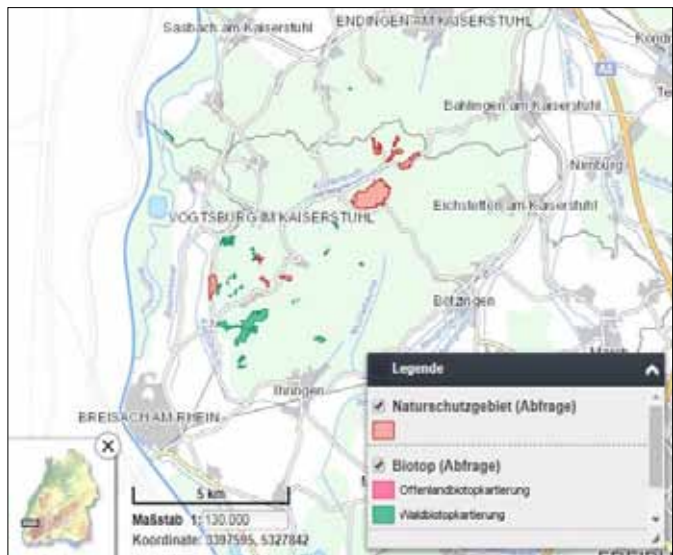 Sasbach am Kaiserstuhl
ENDINGEN AM KAISERSTUHL
A5
Bahlingen am Kaiserstuhl
Nimburg
VOGTSBURG IM KAISERSTUHL
Eichstetten am Kaiserstuhl
Bötzingen
Ihringen
BREISACH AM RHEIN
Legende
Naturschutzgebiet (Abfrage)
Biotop (Abfrage)
Offenlandbiotopkartierung
Waldbiotopkartierung
5 km
Maßstab 1: 130.000
Koordinate: 3397595, 5327842